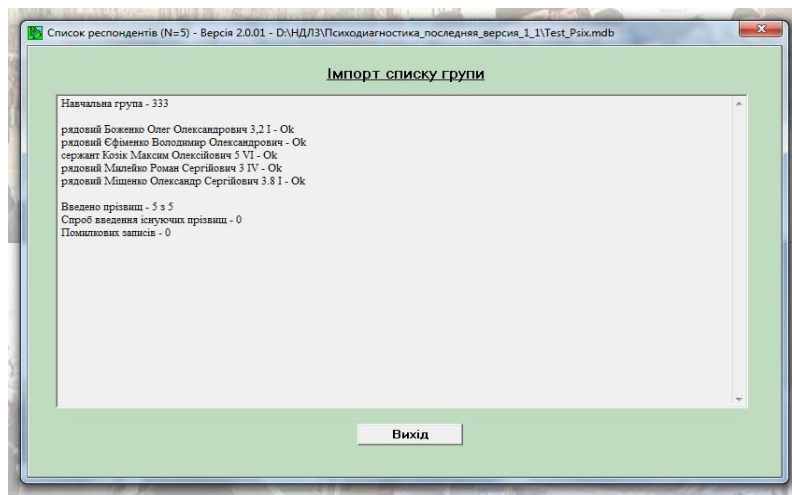 Список респондентів (N=5) - Версія 2.0.01 - D:\НДЛЗ\Психодиагностика_последняя_версия_1_1\Test_Psix.mdb
Імпорт списку групи
Навчальна група - 333
рядовий Боженко Олег Олександрович 3,2 І - Ok
рядовий Єфіменко Володимир Олександрович - Ok
сержант Козік Максим Олексійович 5 VI - Ok
рядовий Милейко Роман Сергійович 3 IV - Ok
рядовий Міщенко Олександр Сергійович 3.8 І - Ok
Введено прізвищ - 5 з 5
Спроб введення існуючих прізвищ - 0
Помилкових записів - 0
Вихід